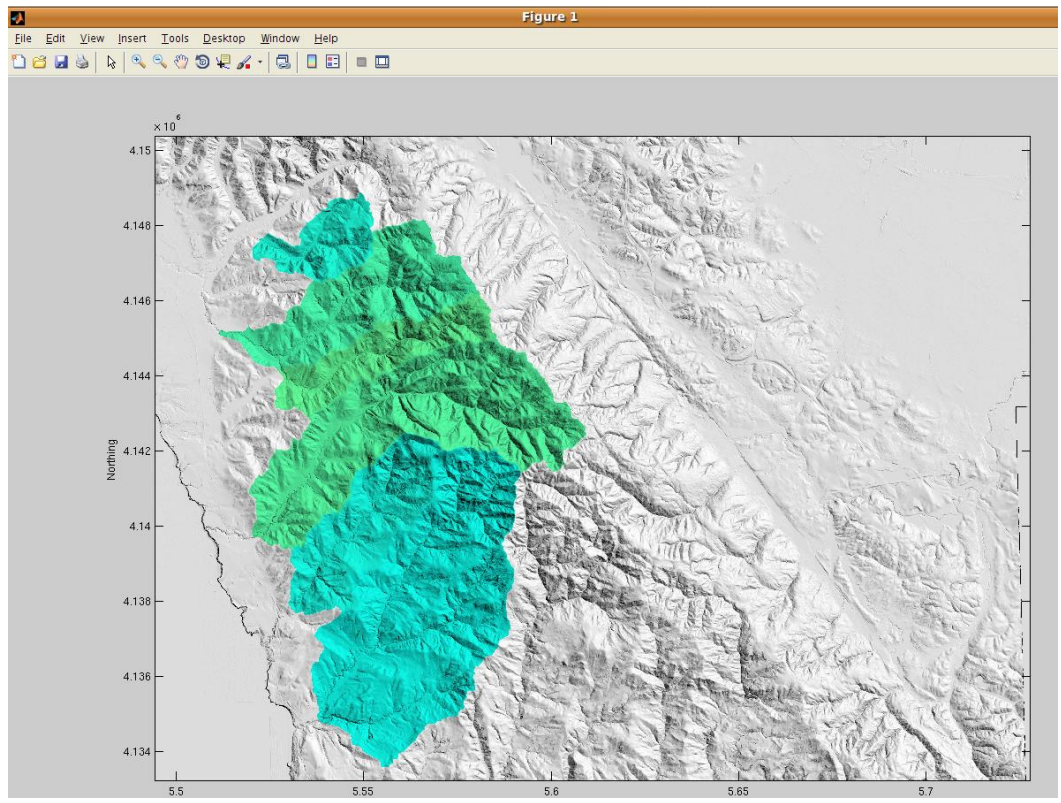 Figure 1
File Edit View Insert Tools Desktop Window Help
× 10⁶
4.15
4.148
4.146
4.144
4.142
4.14
4.138
4.136
4.134
Northing
5.5 5.55 5.6 5.65 5.7